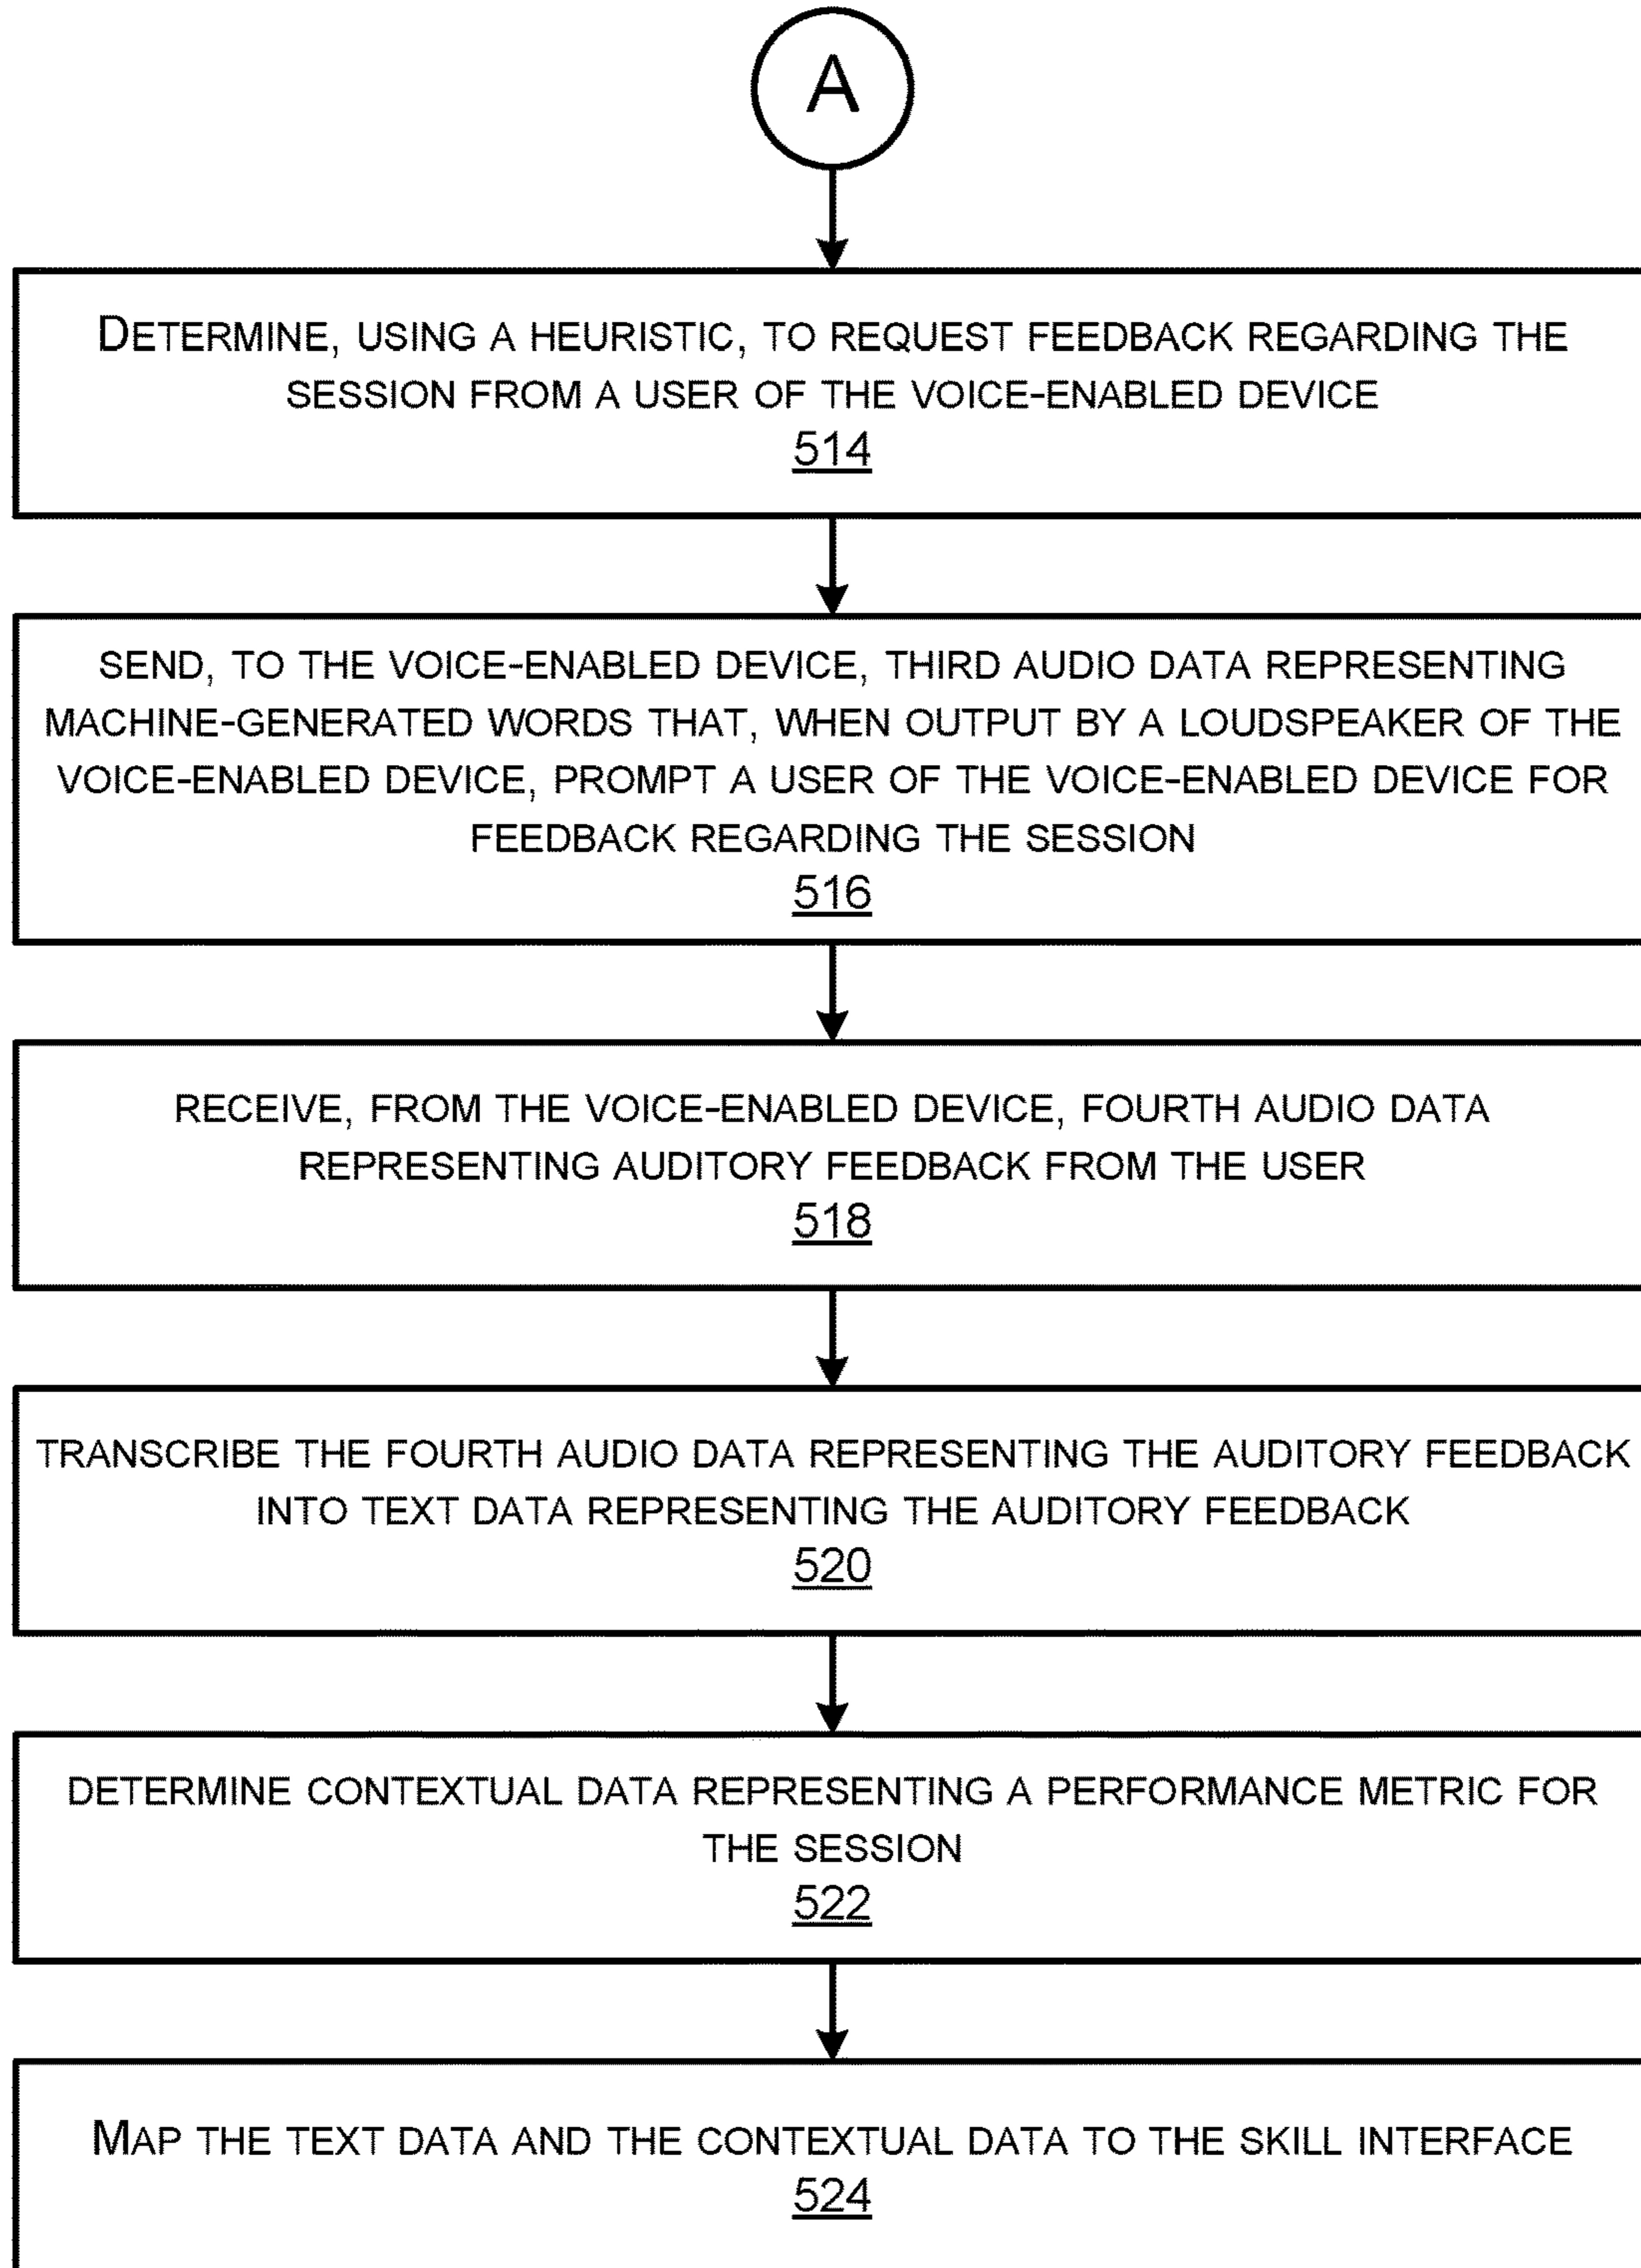 A
DETERMINE, USING A HEURISTIC, TO REQUEST FEEDBACK REGARDING THE
SESSION FROM A USER OF THE VOICE-ENABLED DEVICE
514
SEND, TO THE VOICE-ENABLED DEVICE, THIRD AUDIO DATA REPRESENTING
MACHINE-GENERATED WORDS THAT, WHEN OUTPUT BY A LOUDSPEAKER OF THE
VOICE-ENABLED DEVICE, PROMPT A USER OF THE VOICE-ENABLED DEVICE FOR
FEEDBACK REGARDING THE SESSION
516
RECEIVE, FROM THE VOICE-ENABLED DEVICE, FOURTH AUDIO DATA
REPRESENTING AUDITORY FEEDBACK FROM THE USER
518
TRANSCRIBE THE FOURTH AUDIO DATA REPRESENTING THE AUDITORY FEEDBACK
INTO TEXT DATA REPRESENTING THE AUDITORY FEEDBACK
520
DETERMINE CONTEXTUAL DATA REPRESENTING A PERFORMANCE METRIC FOR
THE SESSION
522
MAP THE TEXT DATA AND THE CONTEXTUAL DATA TO THE SKILL INTERFACE
524